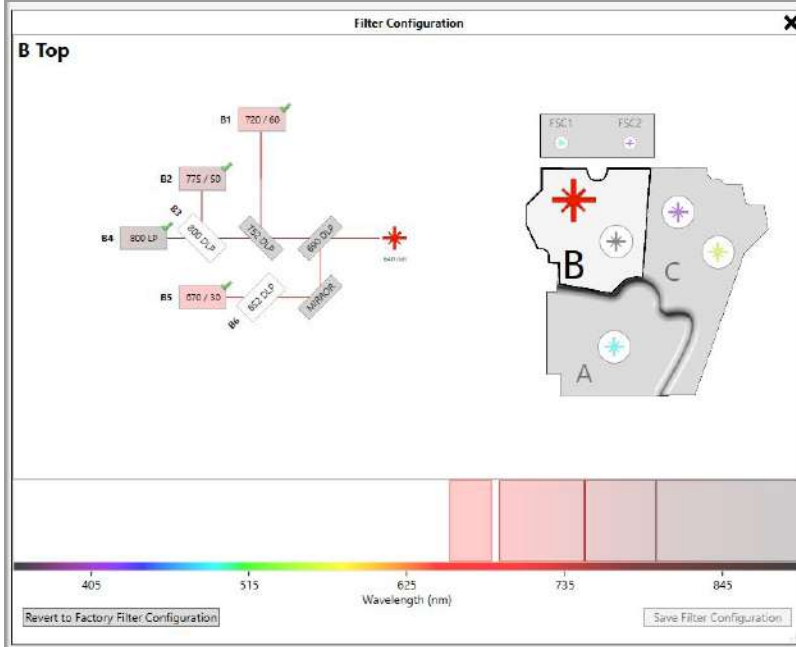 Filter Configuration
B Top
B1 720 / 60
B2 775 / 50
B3 800 DLP
752 DLP
690 DLP
B4 800 LP
B5 670 / 30
B6 652 DLP
MIRROR
FSC1 FSC2
B
C
A
405 515 625 735 845
Wavelength (nm)
Revert to Factory Filter Configuration
Save Filter Configuration